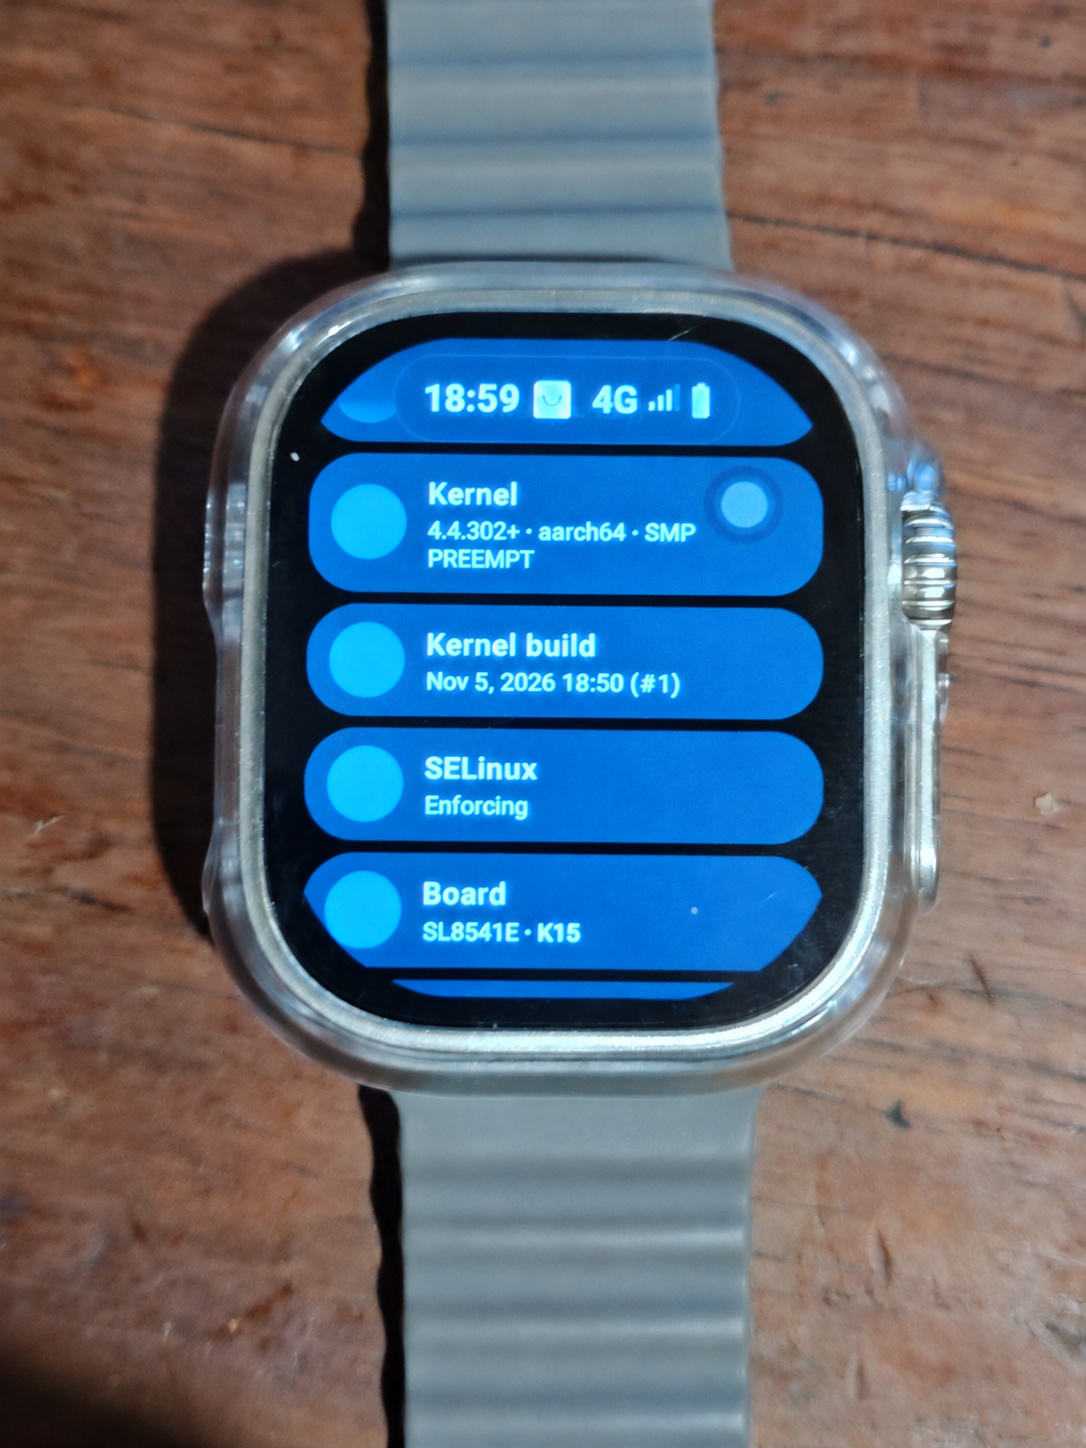 18:59 4G
Kernel
4.4.302+ · aarch64 · SMP
PREEMPT
Kernel build
Nov 5, 2026 18:50 (#1)
SELinux
Enforcing
Board
SL8541E · K15